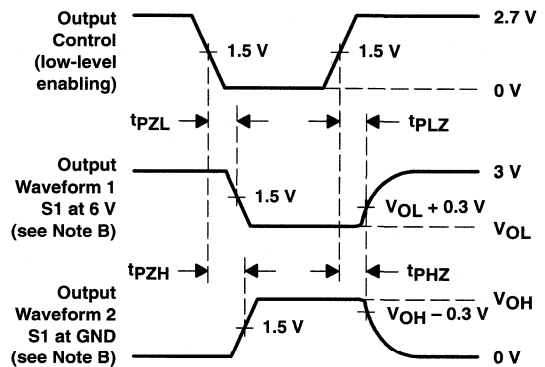 Output
Control
(low-level
enabling)
2.7 V
1.5 V
1.5 V
0 V
tPZL
tPLZ
Output
Waveform 1
S1 at 6 V
(see Note B)
3 V
1.5 V
VOL + 0.3 V
VOL
tPZH
tPHZ
Output
Waveform 2
S1 at GND
(see Note B)
VOH
1.5 V
VOH – 0.3 V
0 V